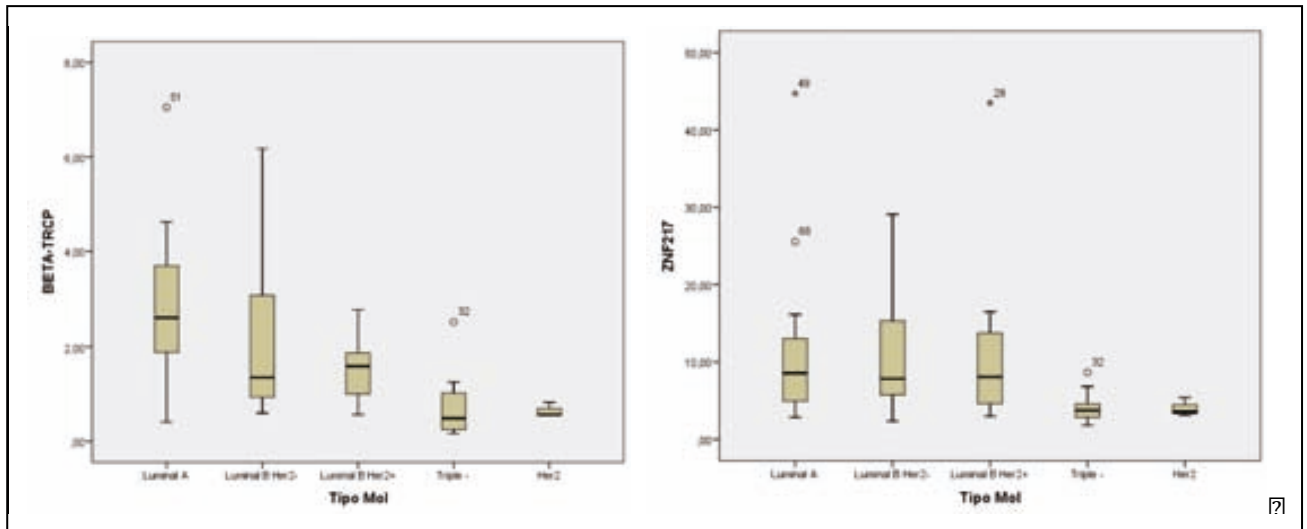 8,00
6,00
4,00
2,00
,00
BETA-TRCP
51
32
Luminal A
Luminal B Her2-
Luminal B Her2+
Triple -
Her2
Tipo Mol
50,00
40,00
30,00
20,00
10,00
,00
ZNF217
49
68
28
32
Luminal A
Luminal B Her2-
Luminal B Her2+
Triple -
Her2
Tipo Mol
?